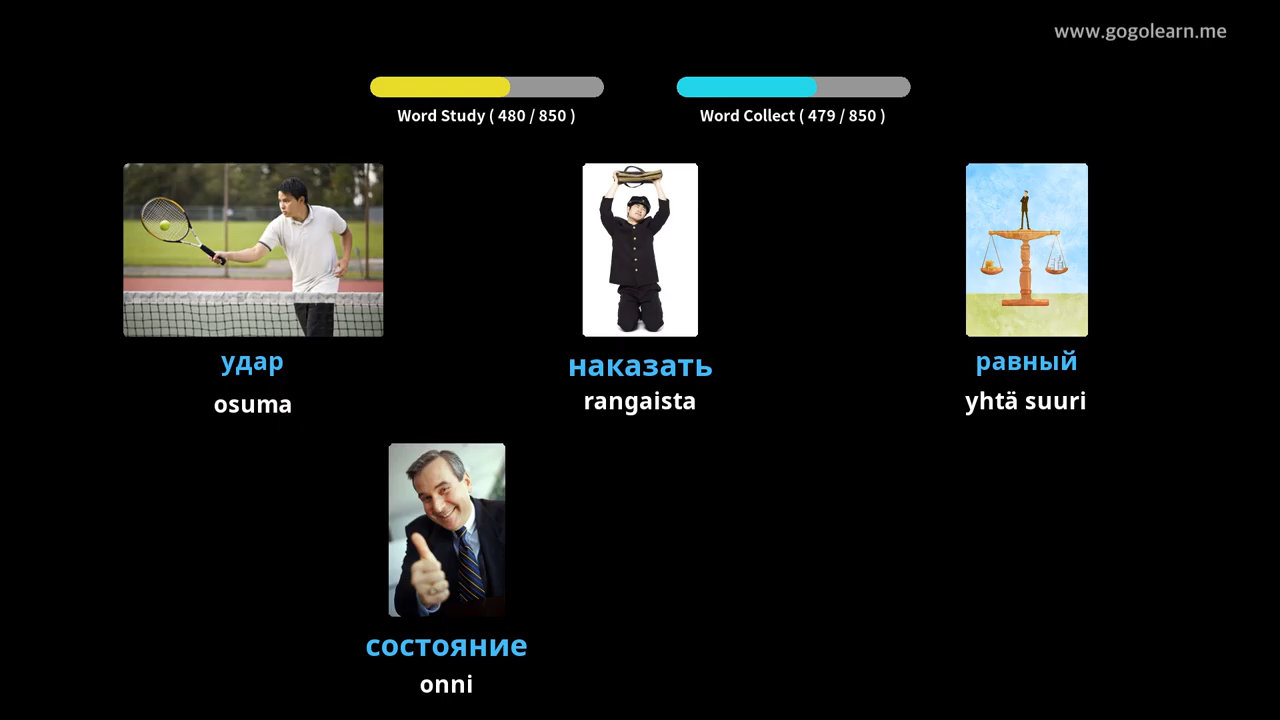 www.gogolearn.me
Word Study ( 480 / 850 )
Word Collect ( 479 / 850 )
удар
osuma
наказать
rangaista
равный
yhtä suuri
состояние
onni